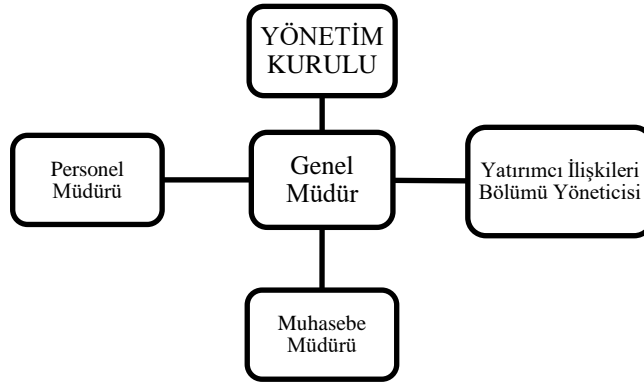 YÖNETİM
KURULU
Personel
Müdürü
Genel
Müdür
Yatırımcı İlişkileri
Bölümü Yöneticisi
Muhasebe
Müdürü